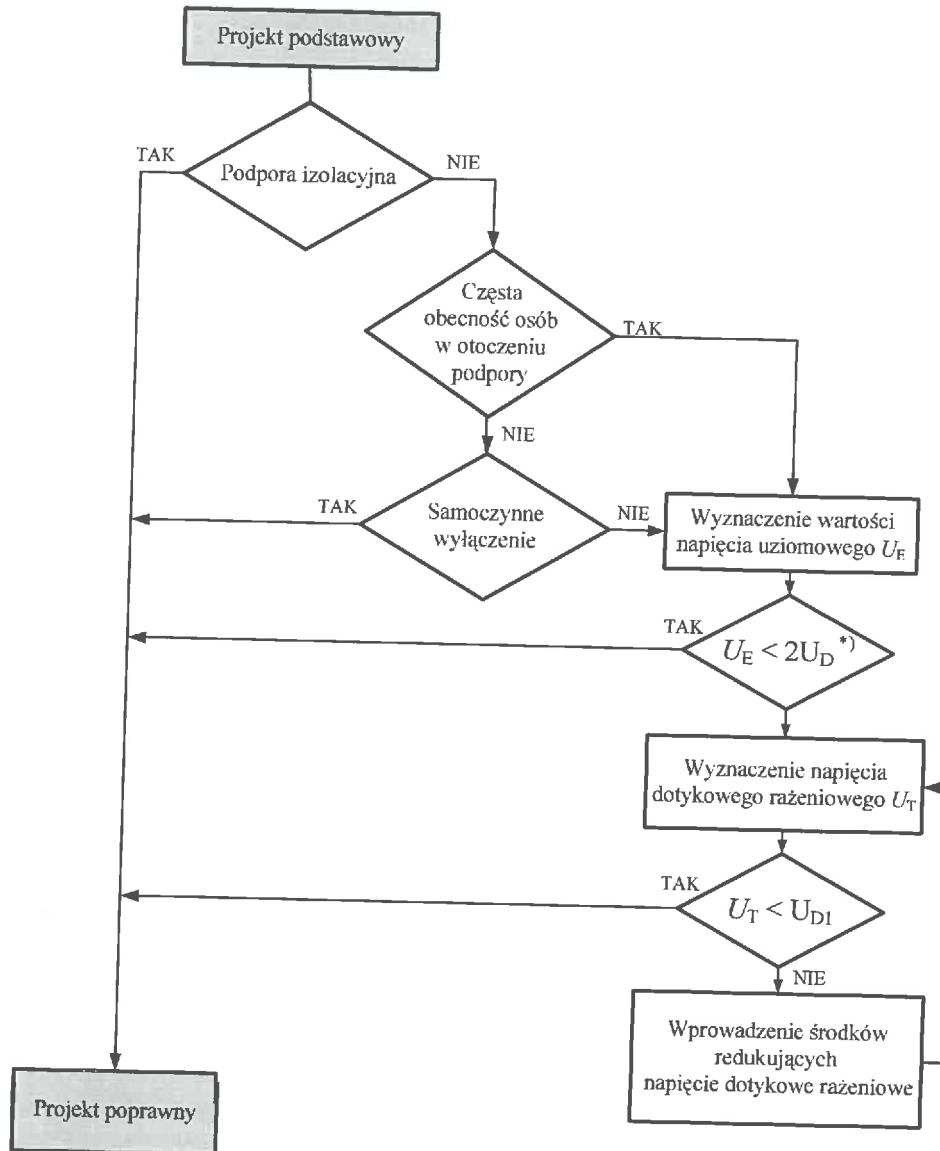 Projekt podstawowy
TAK
NIE
Podpora izolacyjna
Częsta
obecność osób
w otoczeniu
podpory
TAK
NIE
TAK
Samoczynne
wyłączenie
NIE
Wyznaczenie wartości
napięcia uziomowego U_E
TAK
U_E < 2U_D *)
Wyznaczenie napięcia
dotykowego rażeniowego U_T
TAK
U_T < U_D1
NIE
Wprowadzenie środków
redukujących
napięcie dotykowe rażeniowe
Projekt poprawny